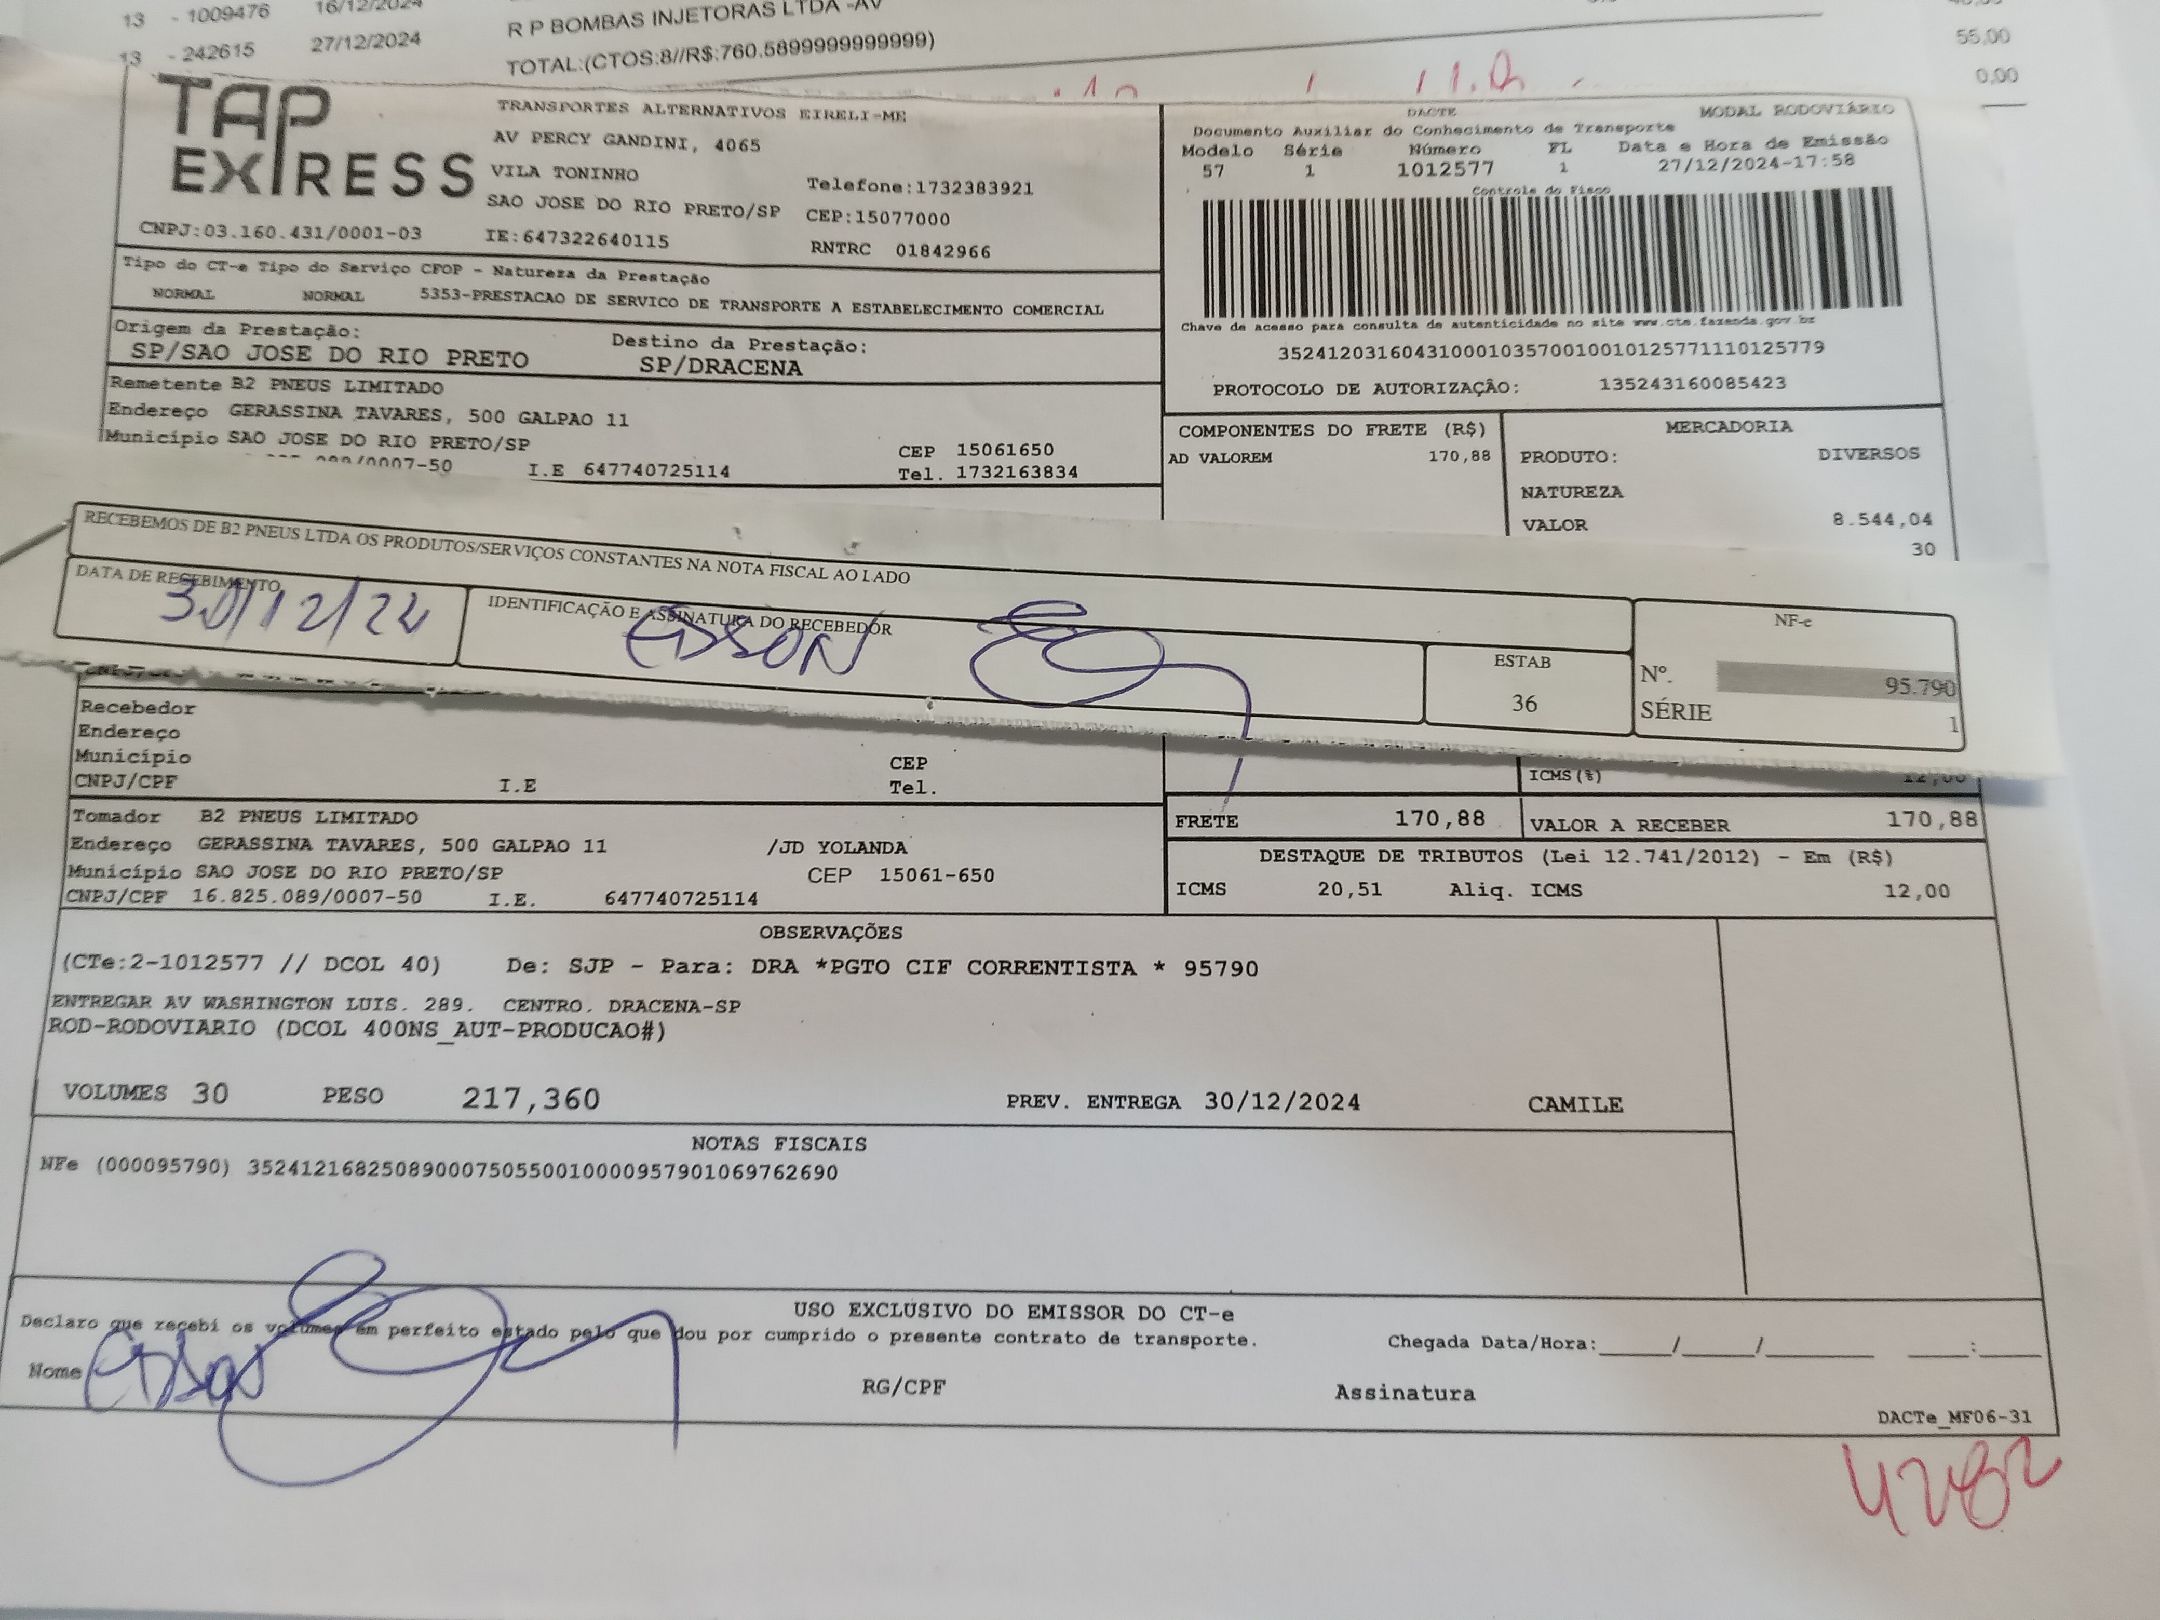 13 - 1009476 16/12/2024 R P BOMBAS INJETORAS LTDA -AV
13 - 242615 27/12/2024 TOTAL:(CTOS:8//R$:760.5899999999999) 55,00
0,00
TAP EXPRESS
TRANSPORTES ALTERNATIVOS EIRELI-ME
AV PERCY GANDINI, 4065
VILA TONINHO Telefone:1732383921
SAO JOSE DO RIO PRETO/SP CEP:15077000
CNPJ:03.160.431/0001-03 IE:647322640115 RNTRC 01842966
DACTE MODAL RODOVIÁRIO
Documento Auxiliar do Conhecimento de Transporte
Modelo Série Número FL Data e Hora de Emissão
57 1 1012577 1 27/12/2024-17:58
Controle do Fisco
Chave de acesso para consulta de autenticidade no site www.cte.fazenda.gov.br
35241203160431000103570010010125771110125779
PROTOCOLO DE AUTORIZAÇÂO: 135243160085423
Tipo do CT-e Tipo do Serviço CFOP - Natureza da Prestação
NORMAL NORMAL 5353-PRESTACAO DE SERVICO DE TRANSPORTE A ESTABELECIMENTO COMERCIAL
Origem da Prestação: Destino da Prestação:
SP/SAO JOSE DO RIO PRETO SP/DRACENA
Remetente B2 PNEUS LIMITADO
Endereço GERASSINA TAVARES, 500 GALPAO 11
Município SAO JOSE DO RIO PRETO/SP CEP 15061650
089/0007-50 I.E 647740725114 Tel. 1732163834
COMPONENTES DO FRETE (R$) MERCADORIA
AD VALOREM 170,88 PRODUTO: DIVERSOS
NATUREZA
VALOR 8.544,04
30
RECEBEMOS DE B2 PNEUS LTDA OS PRODUTOS/SERVIÇOS CONSTANTES NA NOTA FISCAL AO LADO
DATA DE RECEBIMENTO IDENTIFICAÇÃO E ASSINATURA DO RECEBEDOR
30/12/24 EDSON
ESTAB
36
NF-e
Nº. 95.790
SÉRIE 1
Recebedor
Endereço
Município CEP
CNPJ/CPF I.E Tel.
ICMS(%) 12,00
Tomador B2 PNEUS LIMITADO
Endereço GERASSINA TAVARES, 500 GALPAO 11 /JD YOLANDA
Município SAO JOSE DO RIO PRETO/SP CEP 15061-650
CNPJ/CPF 16.825.089/0007-50 I.E. 647740725114
FRETE 170,88 VALOR A RECEBER 170,88
DESTAQUE DE TRIBUTOS (Lei 12.741/2012) - Em (R$)
ICMS 20,51 Aliq. ICMS 12,00
OBSERVAÇÕES
(CTe:2-1012577 // DCOL 40) De: SJP - Para: DRA *PGTO CIF CORRENTISTA * 95790
ENTREGAR AV WASHINGTON LUIS. 289. CENTRO. DRACENA-SP
ROD-RODOVIARIO (DCOL 400NS_AUT-PRODUCAO#)
VOLUMES 30 PESO 217,360 PREV. ENTREGA 30/12/2024 CAMILE
NOTAS FISCAIS
NFe (000095790) 35241216825089000750550010000957901069762690
USO EXCLUSIVO DO EMISSOR DO CT-e
Declaro que recebi os volumes em perfeito estado pelo que dou por cumprido o presente contrato de transporte. Chegada Data/Hora:_____/_____/________ ____:_____
Nome Edson RG/CPF Assinatura
DACTe_MF06-31
4282